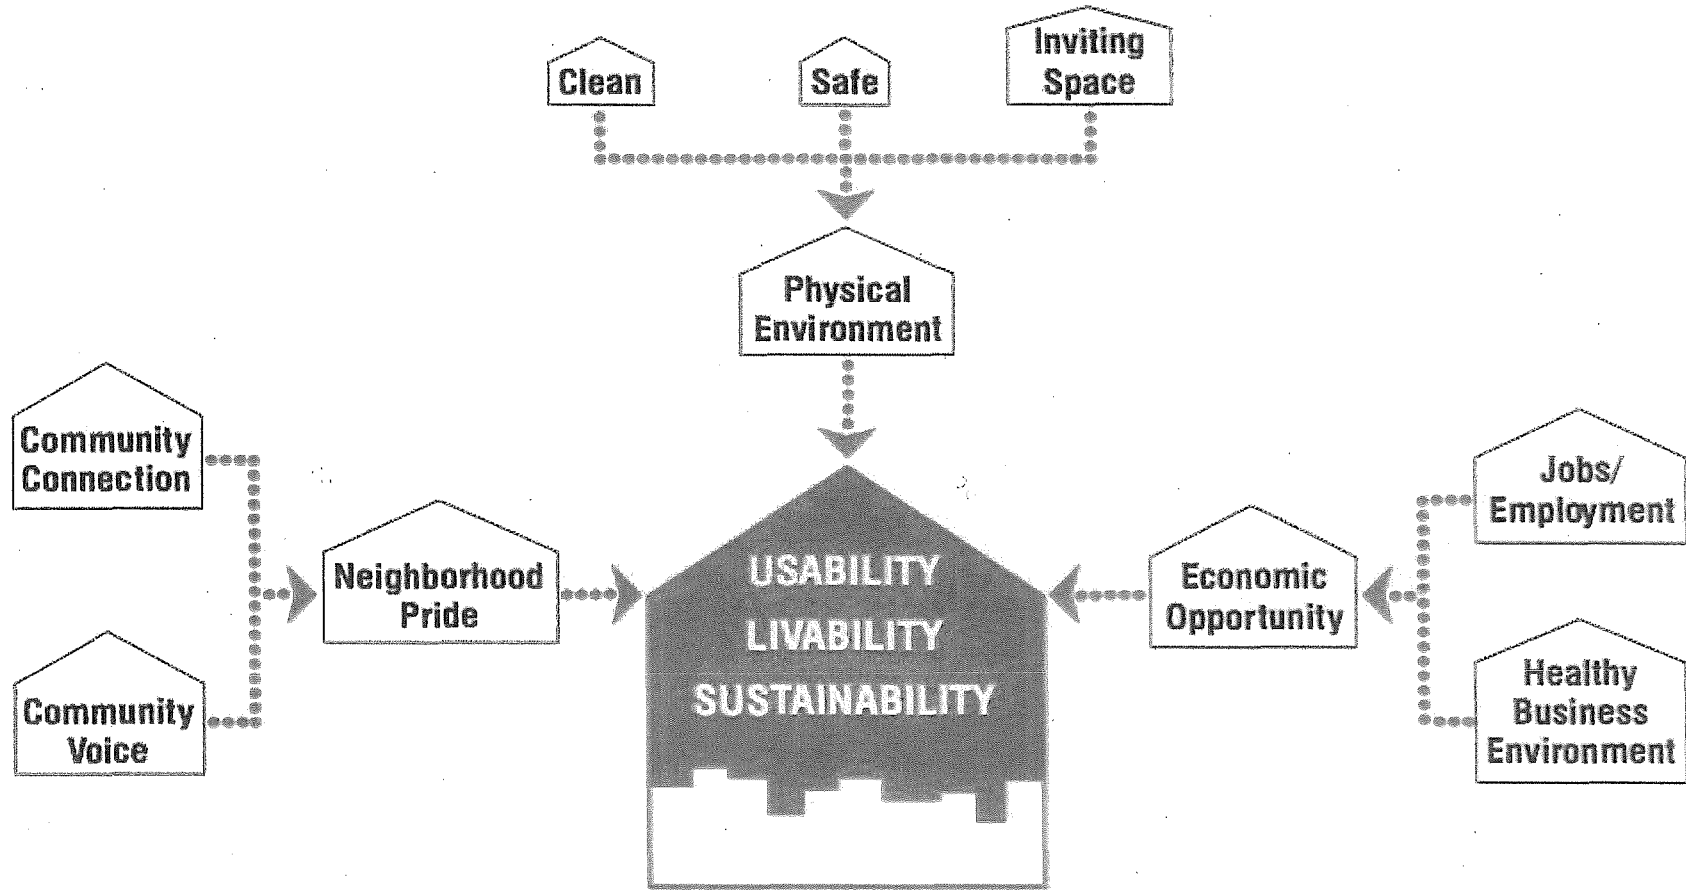 Clean
Safe
Inviting
Space
Physical
Environment
Community
Connection
Community
Voice
Neighborhood
Pride
USABILITY
LIVABILITY
SUSTAINABILITY
Economic
Opportunity
Jobs/
Employment
Healthy
Business
Environment